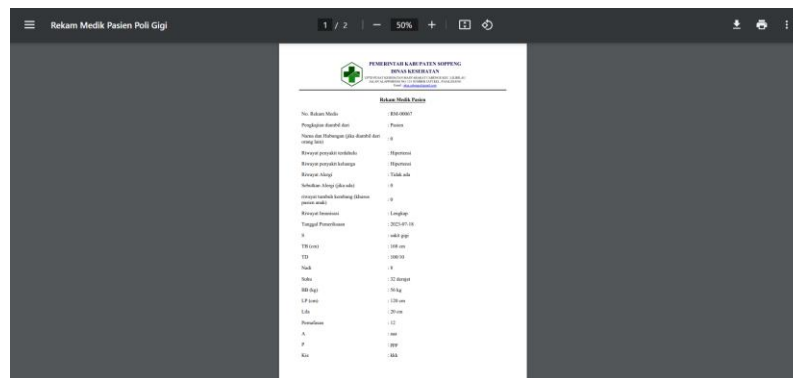 Rekam Medik Pasien Poli Gigi
1 / 2
50%
PEMERINTAH KABUPATEN SOPPENG
DINAS KESEHATAN
Rekam Medik Pasien
No. Rekam Medis : RM-00067
Pengkajian diambil dari : Pasien
Nama dan Hubungan (jika diambil dari orang lain) : 0
Riwayat penyakit terdahulu : Hipertensi
Riwayat penyakit keluarga : Hipertensi
Riwayat Alergi : Tidak ada
Sebutkan Alergi (jika ada) : 0
riwayat tumbuh kembang (khusus pasien anak) : 0
Riwayat Imunisasi : Lengkap
Tanggal Pemeriksaan : 2023-07-18
S : sakit gigi
TB (cm) : 100 cm
TD
Nadi : 0
Suhu : 32 derajat
BB (kg) : 50 kg
LP (cm) : 120 cm
Lila : 20 cm
Pernafasan : 12
A
P : ppp
Ket : kkk